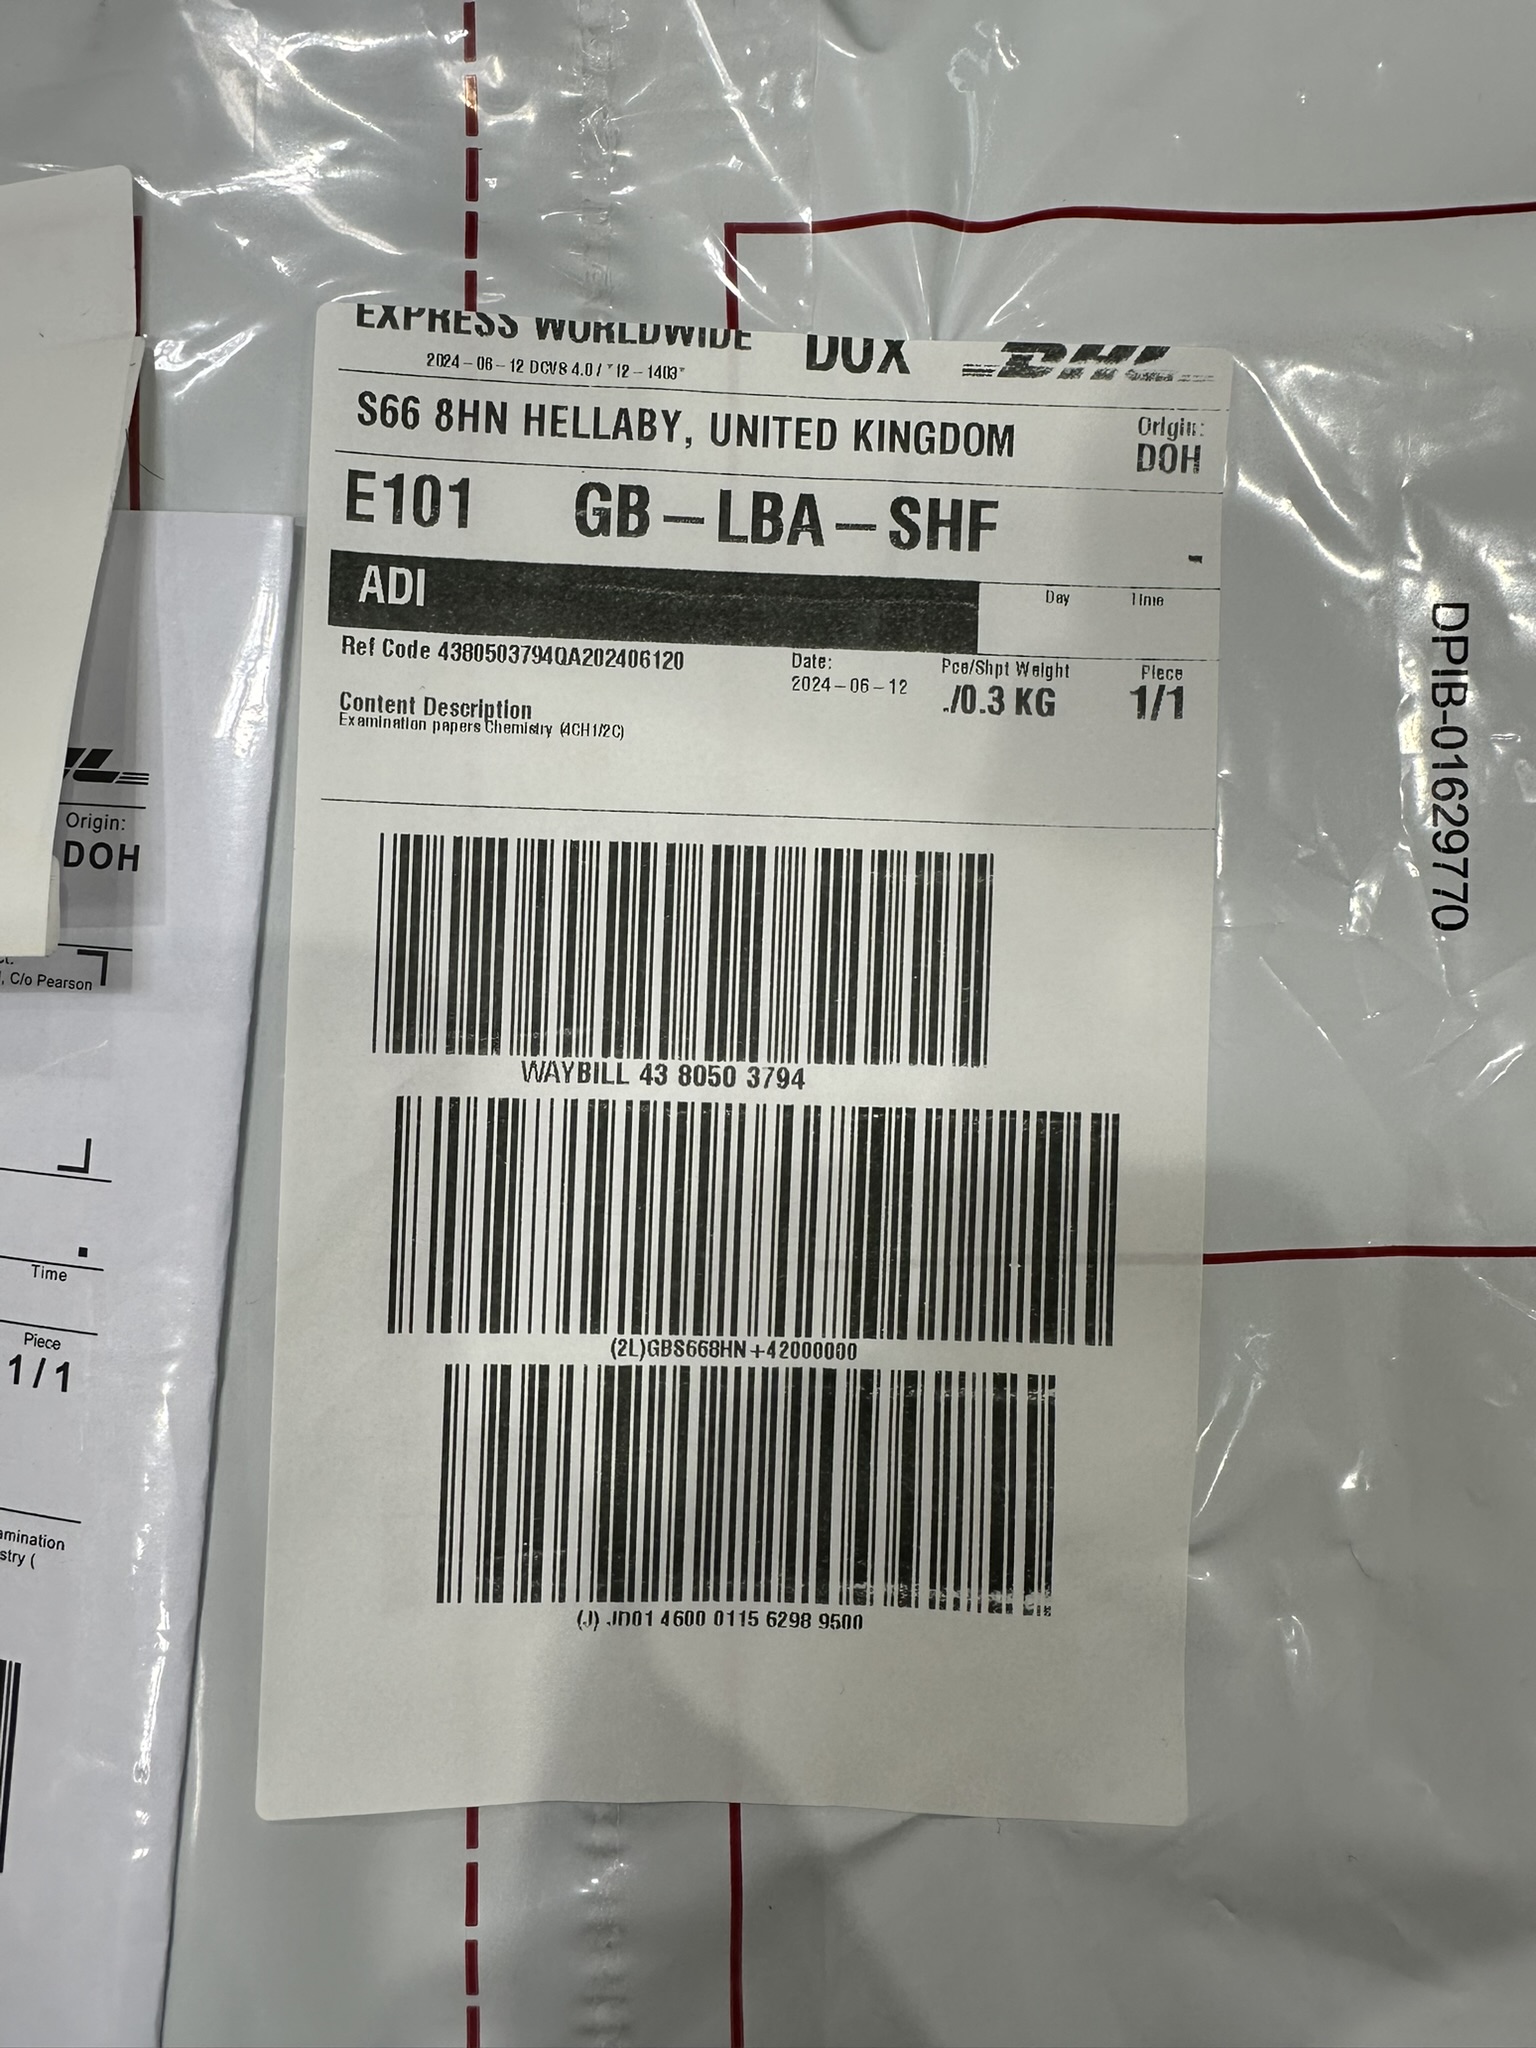 EXPRESS WORLDWIDE DOX DHL
2024-06-12 DCVS 4.0 / *12-1403*
S66 8HN HELLABY, UNITED KINGDOM
Origin:
DOH
E101 GB-LBA-SHF
ADI
Day Time
Ref Code 4380503794QA202406120
Date:
2024-06-12
Pce/Shpt Weight
./0.3 KG
Piece
1/1
Content Description
Examination papers Chemistry (4CH1/2C)
WAYBILL 43 8050 3794
(2L)GBS668HN+42000000
(J) JD01 4600 0115 6298 9500
DPIB-01629770
Origin:
DOH
C/o Pearson
Time
Piece
1/1
amination
stry (